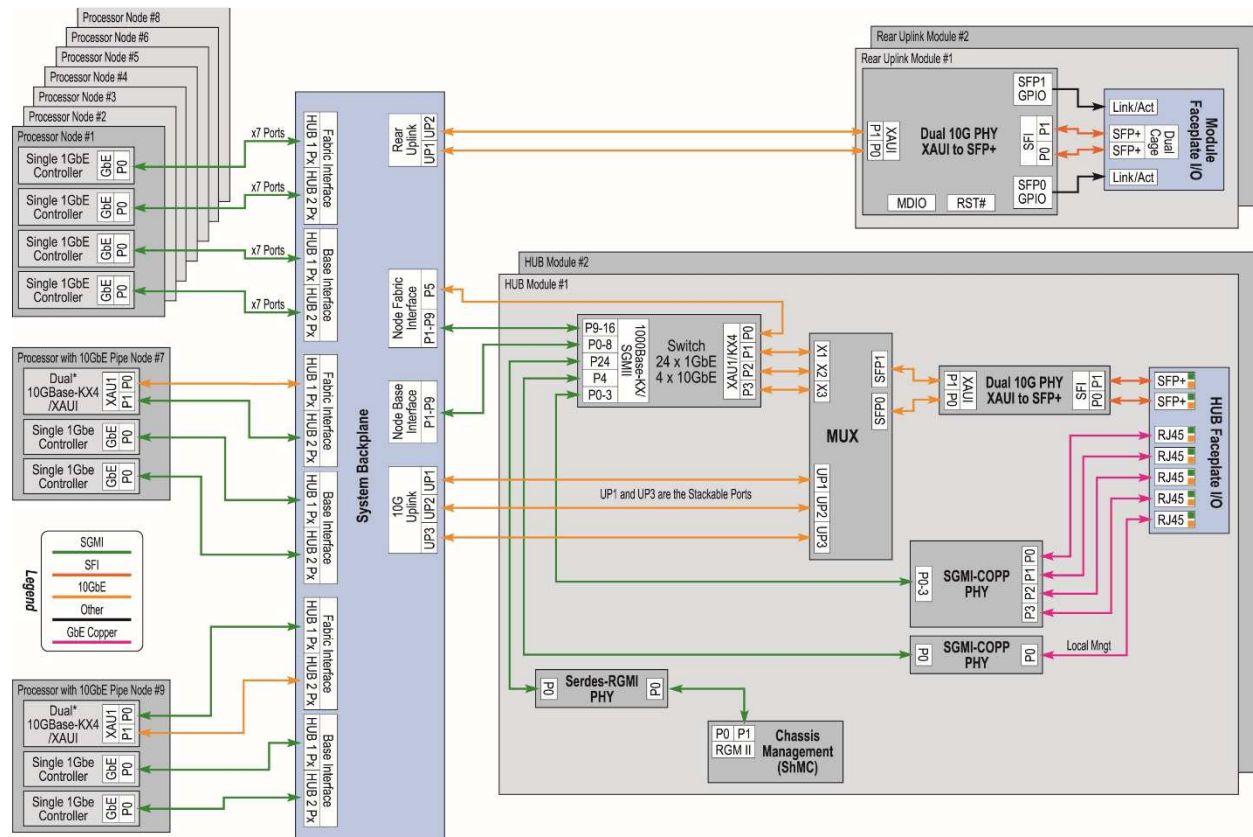 Processor Node #8
Processor Node #6
Processor Node #5
Processor Node #4
Processor Node #3
Processor Node #2
Processor Node #1
Single 1GbE
Controller
GbE
P0
Single 1GbE
Controller
GbE
P0
Single 1GbE
Controller
GbE
P0
Single 1GbE
Controller
GbE
P0
x7 Ports
x7 Ports
x7 Ports
x7 Ports
Processor with 10GbE Pipe Node #7
Dual*
10GBase-KX4
/XAUI
XAU1
P1 P0
Single 1Gbe
Controller
GbE
P0
Single 1Gbe
Controller
GbE
P0
Legend
SGMI
SFI
10GbE
Other
GbE Copper
Processor with 10GbE Pipe Node #9
Dual*
10GBase-KX4
/XAUI
XAU1
P1 P0
Single 1Gbe
Controller
GbE
P0
Single 1Gbe
Controller
GbE
P0
System Backplane
Fabric Interface
HUB 1 Px
HUB 2 Px
Base Interface
HUB 1 Px
HUB 2 Px
Fabric Interface
HUB 1 Px
HUB 2 Px
Base Interface
HUB 1 Px
HUB 2 Px
Fabric Interface
HUB 1 Px
HUB 2 Px
Base Interface
HUB 1 Px
HUB 2 Px
Rear
Uplink
UP1 UP2
Node Fabric
Interface
P1-P9
P5
Node Base
Interface
P1-P9
10G
Uplink
UP3 UP2 UP1
Rear Uplink Module #2
Rear Uplink Module #1
P1
P0
XAUI
Dual 10G PHY
XAUI to SFP+
MDIO
RST#
SFP1
GPIO
SFI
P1
P0
SFP0
GPIO
Link/Act
SFP+
SFP+
Dual
Cage
Link/Act
Module
Faceplate I/O
HUB Module #2
HUB Module #1
P9-16
P0-8
P24
P4
P0-3
1000Base-KX/
SGMII
Switch
24 x 1GbE
4 x 10GbE
XAU1/KX4
P0
P1
P2
P3
X1
X2
X3
SFP1
SFP0
MUX
UP1
UP2
UP3
UP1 and UP3 are the Stackable Ports
P1
P0
XAUI
Dual 10G PHY
XAUI to SFP+
SFI
P1
P0
SFP+
SFP+
RJ45
RJ45
RJ45
RJ45
RJ45
HUB Faceplate I/O
P0-3
SGMI-COPP
PHY
P0
P1
P2
P3
P0
SGMI-COPP
PHY
P0
Local Mngt
P0
Serdes-RGMI
PHY
P0
P0 P1
RGM II
Chassis
Management
(ShMC)